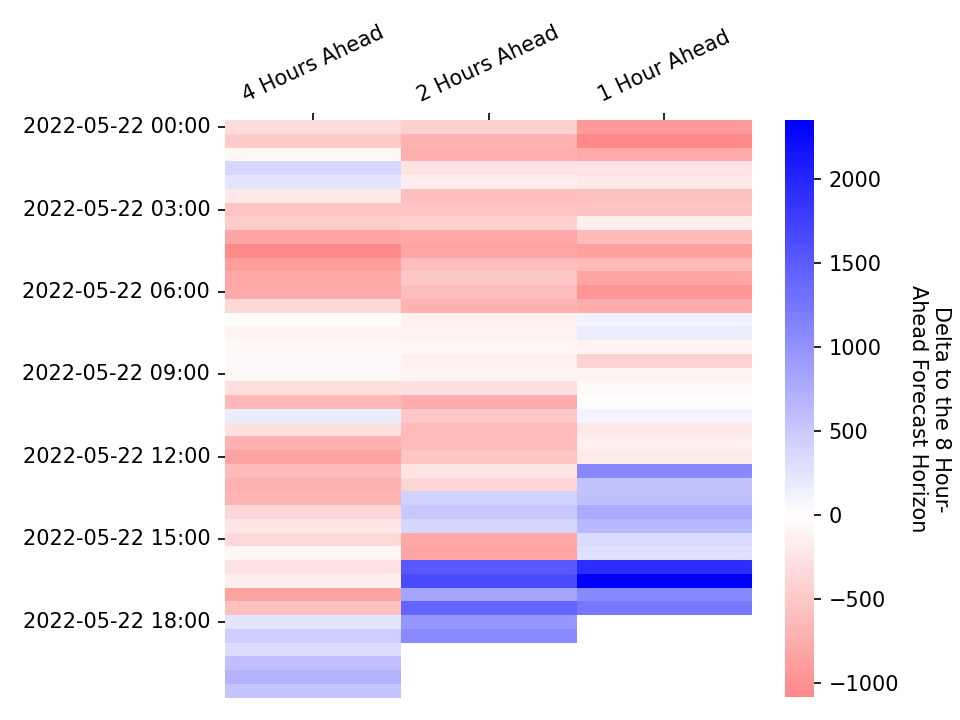 4 Hours Ahead
2 Hours Ahead
1 Hour Ahead
2022-05-22 00:00
2022-05-22 03:00
2022-05-22 06:00
2022-05-22 09:00
2022-05-22 12:00
2022-05-22 15:00
2022-05-22 18:00
2000
1500
1000
500
0
−500
−1000
Delta to the 8 Hour-
Ahead Forecast Horizon